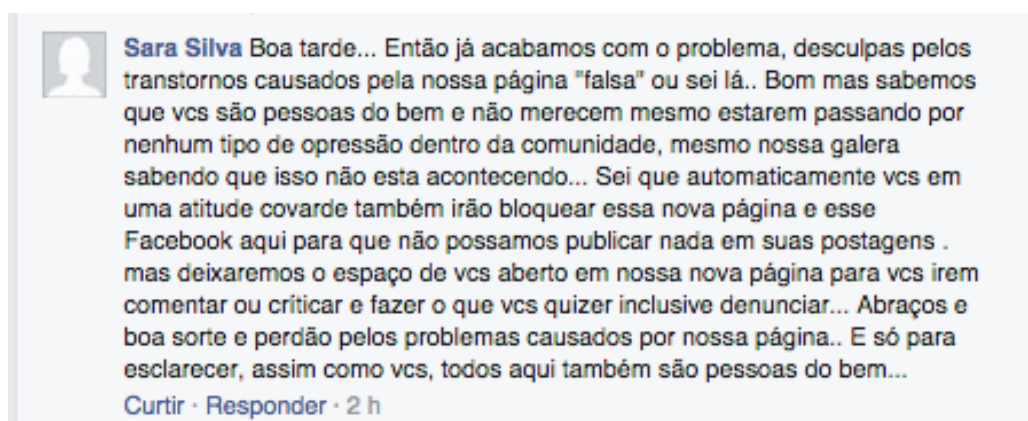 Sara Silva Boa tarde... Então já acabamos com o problema, desculpas pelos
transtornos causados pela nossa página "falsa" ou sei lá.. Bom mas sabemos
que vcs são pessoas do bem e não merecem mesmo estarem passando por
nenhum tipo de opressão dentro da comunidade, mesmo nossa galera
sabendo que isso não esta acontecendo... Sei que automaticamente vcs em
uma atitude covarde também irão bloquear essa nova página e esse
Facebook aqui para que não possamos publicar nada em suas postagens .
mas deixaremos o espaço de vcs aberto em nossa nova página para vcs irem
comentar ou críticar e fazer o que vcs quizer inclusive denunciar... Abraços e
boa sorte e perdão pelos problemas causados por nossa página.. E só para
esclarecer, assim como vcs, todos aqui também são pessoas do bem...
Curtir · Responder · 2 h